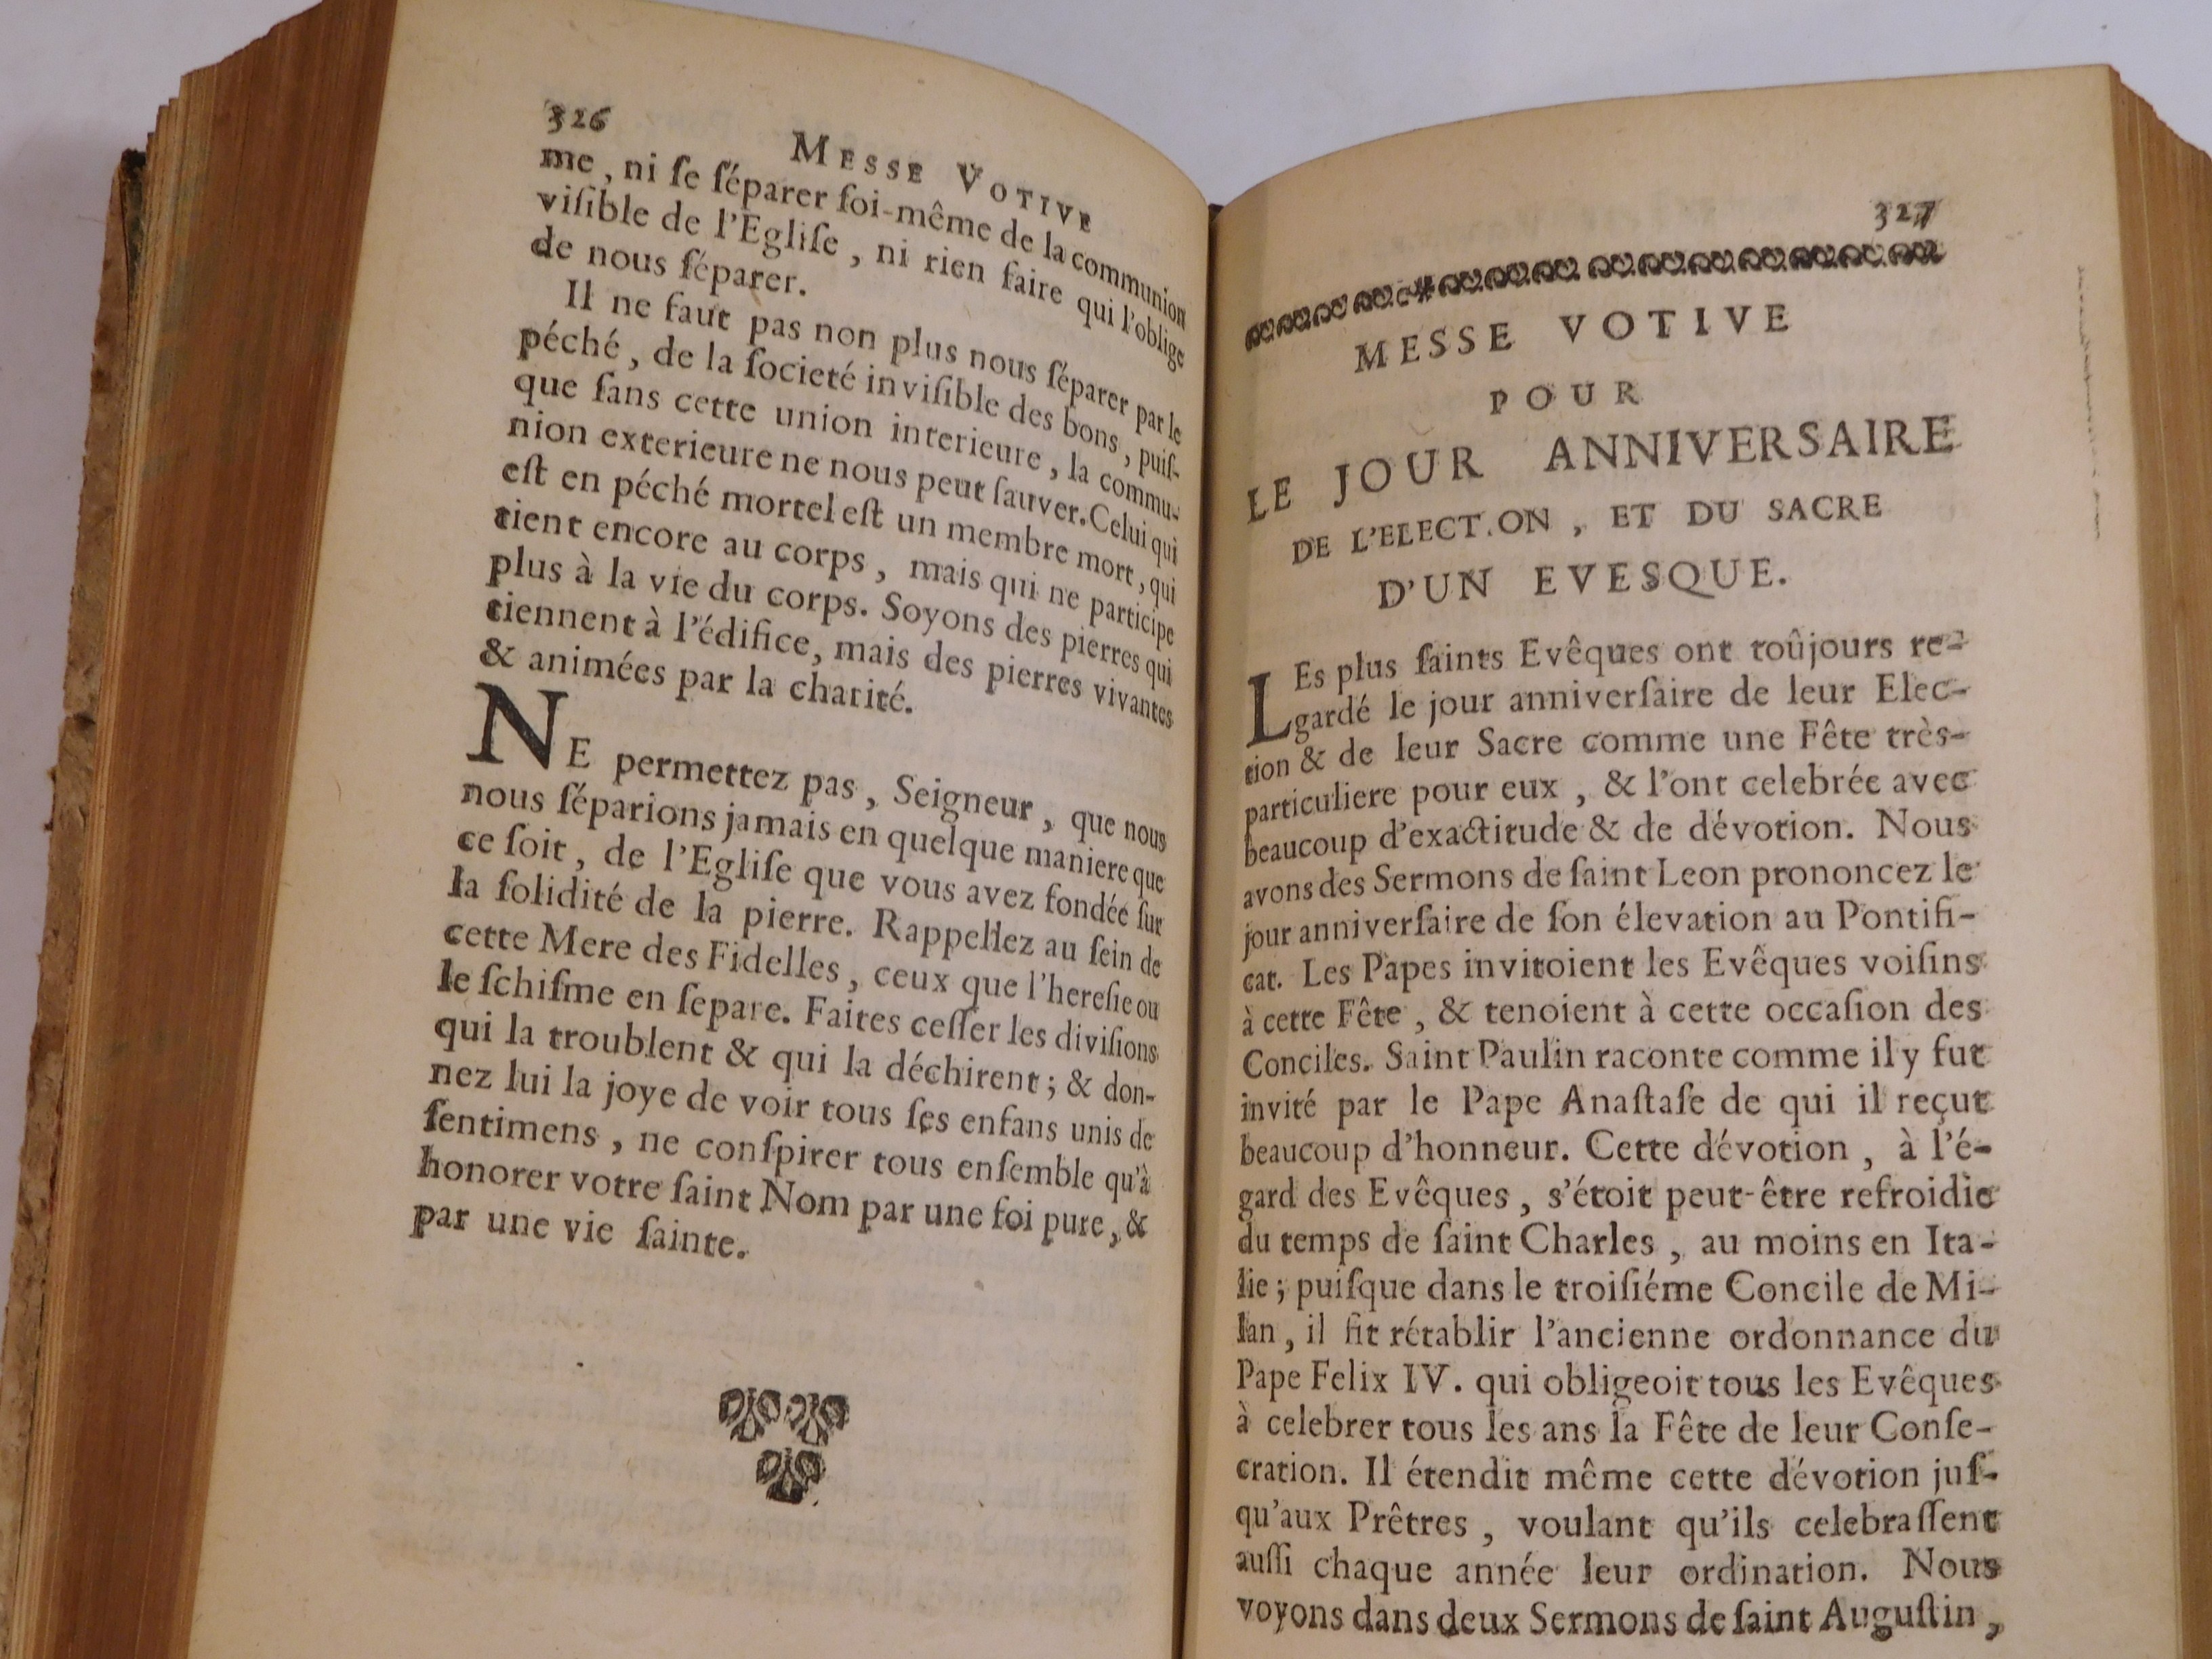 326
MESSE VOTIVE
me, ni ſe ſéparer ſoi-même de la communion
viſible de l'Egliſe, ni rien faire qui l'oblige
de nous ſéparer.
Il ne faut pas non plus nous ſéparer par le
péché, de la ſocieté inviſible des bons, puiſ-
que ſans cette union interieure, la commu-
nion exterieure ne nous peut ſauver. Celui qui
eſt en péché mortel eſt un membre mort, qui
tient encore au corps, mais qui ne participe
plus à la vie du corps. Soyons des pierres qui
tiennent à l'édifice, mais des pierres vivantes
& animées par la charité.
NE permettez pas, Seigneur, que nous
nous ſéparions jamais en quelque maniere que
ce ſoit, de l'Egliſe que vous avez fondée ſur
la ſolidité de la pierre. Rappellez au ſein de
cette Mere des Fidelles, ceux que l'hereſie ou
le ſchiſme en ſepare. Faites ceſſer les diviſions
qui la troublent & qui la déchirent; & don-
nez lui la joye de voir tous ſes enfans unis de
ſentimens, ne conſpirer tous enſemble qu'à
honorer votre ſaint Nom par une foi pure, &
par une vie ſainte.
327
MESSE VOTIVE
POUR
LE JOUR ANNIVERSAIRE
DE L'ELECT.ON, ET DU SACRE
D'UN EVESQUE.
LEs plus ſaints Evêques ont toûjours re-
gardé le jour anniverſaire de leur Elec-
tion & de leur Sacre comme une Fête très-
particuliere pour eux, & l'ont celebrée avec
beaucoup d'exactitude & de dévotion. Nous
avons des Sermons de ſaint Leon prononcez le
jour anniverſaire de ſon élevation au Pontifi-
cat. Les Papes invitoient les Evêques voiſins
à cette Fête, & tenoient à cette occaſion des
Conciles. Saint Paulin raconte comme il y fut
invité par le Pape Anaſtaſe de qui il reçut
beaucoup d'honneur. Cette dévotion, à l'é-
gard des Evêques, s'étoit peut-être refroidie
du temps de ſaint Charles, au moins en Ita-
lie; puiſque dans le troiſiéme Concile de Mi-
lan, il fit rétablir l'ancienne ordonnance du
Pape Felix IV. qui obligeoit tous les Evêques
à celebrer tous les ans la Fête de leur Conſe-
cration. Il étendit même cette dévotion juſ-
qu'aux Prêtres, voulant qu'ils celebraſſent
auſſi chaque année leur ordination. Nous
voyons dans deux Sermons de ſaint Auguſtin,